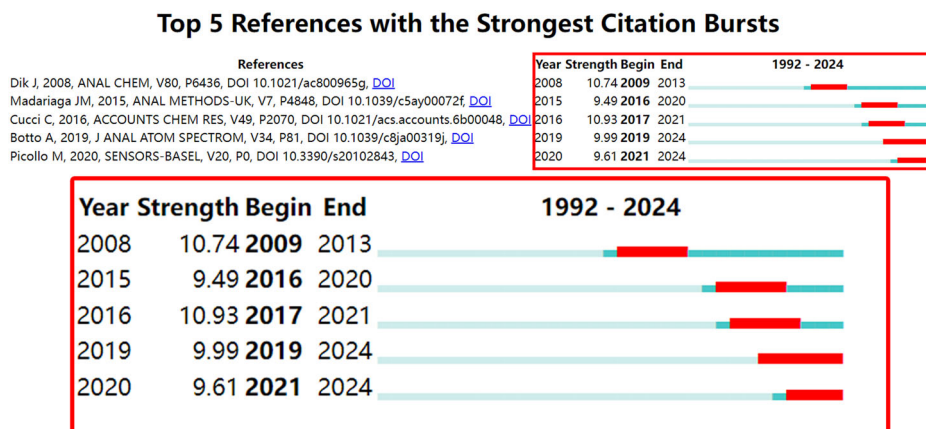 Top 5 References with the Strongest Citation Bursts
References Year Strength Begin End 1992 - 2024
Dik J, 2008, ANAL CHEM, V80, P6436, DOI 10.1021/ac800965g, DOI 2008 10.74 2009 2013
Madariaga JM, 2015, ANAL METHODS-UK, V7, P4848, DOI 10.1039/c5ay00072f, DOI 2015 9.49 2016 2020
Cucci C, 2016, ACCOUNTS CHEM RES, V49, P2070, DOI 10.1021/acs.accounts.6b00048, DOI 2016 10.93 2017 2021
Botto A, 2019, J ANAL ATOM SPECTROM, V34, P81, DOI 10.1039/c8ja00319j, DOI 2019 9.99 2019 2024
Picollo M, 2020, SENSORS-BASEL, V20, P0, DOI 10.3390/s20102843, DOI 2020 9.61 2021 2024
Year Strength Begin End 1992 - 2024
2008 10.74 2009 2013
2015 9.49 2016 2020
2016 10.93 2017 2021
2019 9.99 2019 2024
2020 9.61 2021 2024